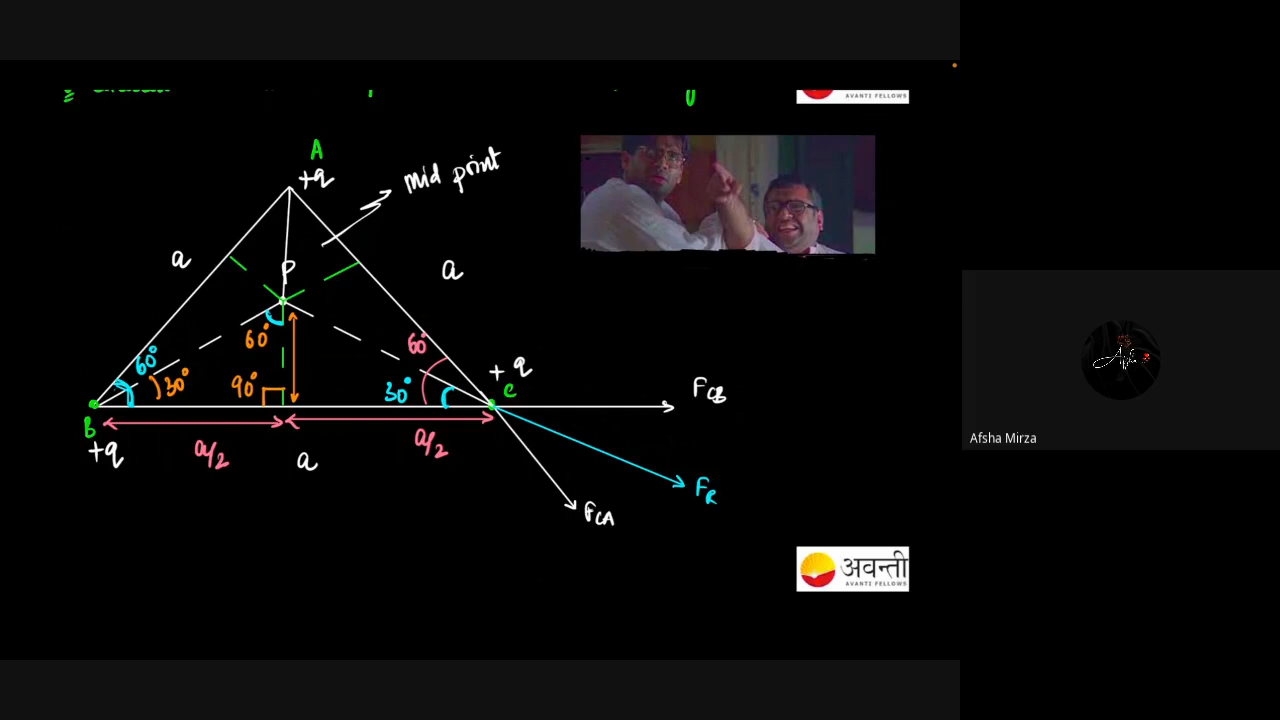 AVANTI FELLOWS
A
+q
mid point
a
P
a
60°
60°
60°
30°
90°
30°
+q
C
F_CB
B
+q
a/2
a
a/2
F_R
F_CA
अवन्ती
AVANTI FELLOWS
Afsha Mirza